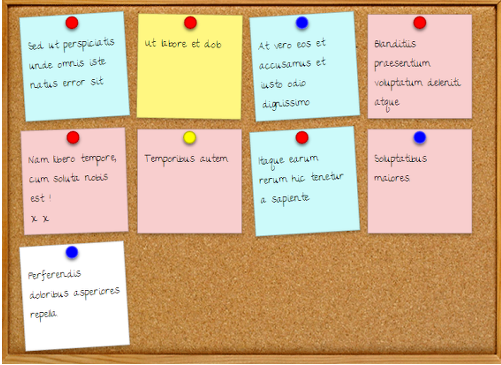 Sed ut perspiciatis
unde omnis iste
natus error sit
ut labore et dob
At vero eos et
accusamus et
iusto odio
dignissimo
Blanditiis
praesentium
voluptatum deleniti
atque
Nam libero tempore,
cum soluta nobis
est !
x x
Temporibus autem
Itaque earum
rerum hic tenetur
a sapiente
Soluptatibus
maiores
Perferendis
doloribus asperiores
repella